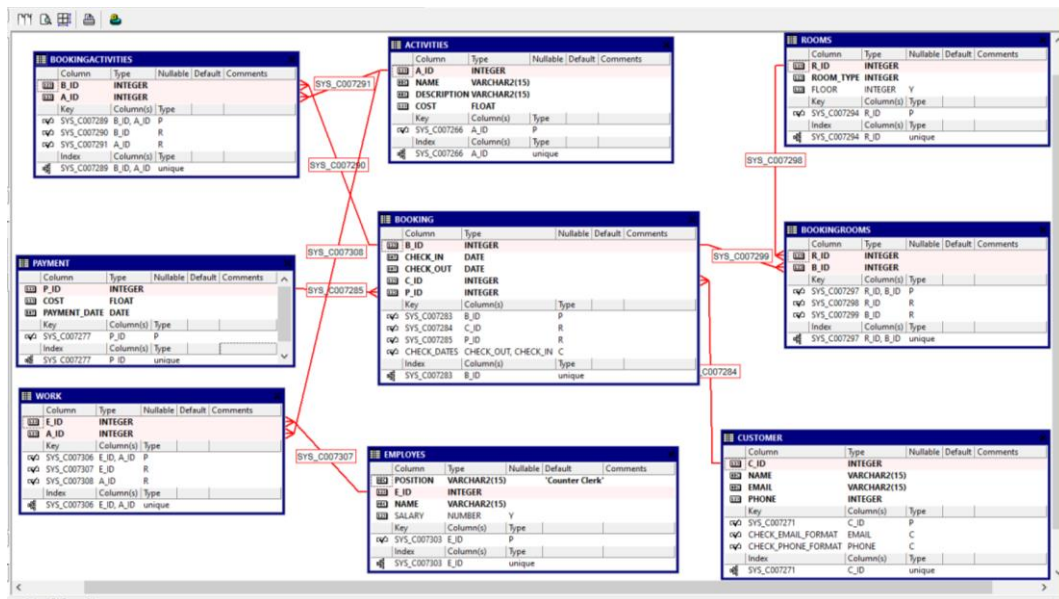 BOOKINGACTIVITIES
Column Type Nullable Default Comments
B_ID INTEGER
A_ID INTEGER
Key Column(s) Type
SYS_C007289 B_ID, A_ID P
SYS_C007290 B_ID R
SYS_C007291 A_ID R
Index Column(s) Type
SYS_C007289 B_ID, A_ID unique
SYS_C007291
ACTIVITIES
Column Type Nullable Default Comments
A_ID INTEGER
NAME VARCHAR2(15)
DESCRIPTION VARCHAR2(15)
COST FLOAT
Key Column(s) Type
SYS_C007266 A_ID P
Index Column(s) Type
SYS_C007266 A_ID unique
ROOMS
Column Type Nullable Default Comments
R_ID INTEGER
ROOM_TYPE INTEGER
FLOOR INTEGER Y
Key Column(s) Type
SYS_C007294 R_ID P
Index Column(s) Type
SYS_C007294 R_ID unique
SYS_C007290
SYS_C007298
BOOKING
Column Type Nullable Default Comments
B_ID INTEGER
CHECK_IN DATE
CHECK_OUT DATE
C_ID INTEGER
P_ID INTEGER
Key Column(s) Type
SYS_C007283 B_ID P
SYS_C007284 C_ID R
SYS_C007285 P_ID R
CHECK_DATES CHECK_OUT, CHECK_IN C
Index Column(s) Type
SYS_C007283 B_ID unique
SYS_C007308
SYS_C007285
SYS_C007299
BOOKINGROOMS
Column Type Nullable Default Comments
R_ID INTEGER
B_ID INTEGER
Key Column(s) Type
SYS_C007297 R_ID, B_ID P
SYS_C007298 R_ID R
SYS_C007299 B_ID R
Index Column(s) Type
SYS_C007297 R_ID, B_ID unique
PAYMENT
Column Type Nullable Default Comments
P_ID INTEGER
COST FLOAT
PAYMENT_DATE DATE
Key Column(s) Type
SYS_C007277 P_ID P
Index Column(s) Type
SYS_C007277 P_ID unique
_C007284
WORK
Column Type Nullable Default Comments
E_ID INTEGER
A_ID INTEGER
Key Column(s) Type
SYS_C007306 E_ID, A_ID P
SYS_C007307 E_ID R
SYS_C007308 A_ID R
Index Column(s) Type
SYS_C007306 E_ID, A_ID unique
SYS_C007307
EMPLOYES
Column Type Nullable Default Comments
POSITION VARCHAR2(15) 'Counter Clerk'
E_ID INTEGER
NAME VARCHAR2(15)
SALARY NUMBER Y
Key Column(s) Type
SYS_C007303 E_ID P
Index Column(s) Type
SYS_C007303 E_ID unique
CUSTOMER
Column Type Nullable Default Comments
C_ID INTEGER
NAME VARCHAR2(15)
EMAIL VARCHAR2(15)
PHONE INTEGER
Key Column(s) Type
SYS_C007271 C_ID P
CHECK_EMAIL_FORMAT EMAIL C
CHECK_PHONE_FORMAT PHONE C
Index Column(s) Type
SYS_C007271 C_ID unique